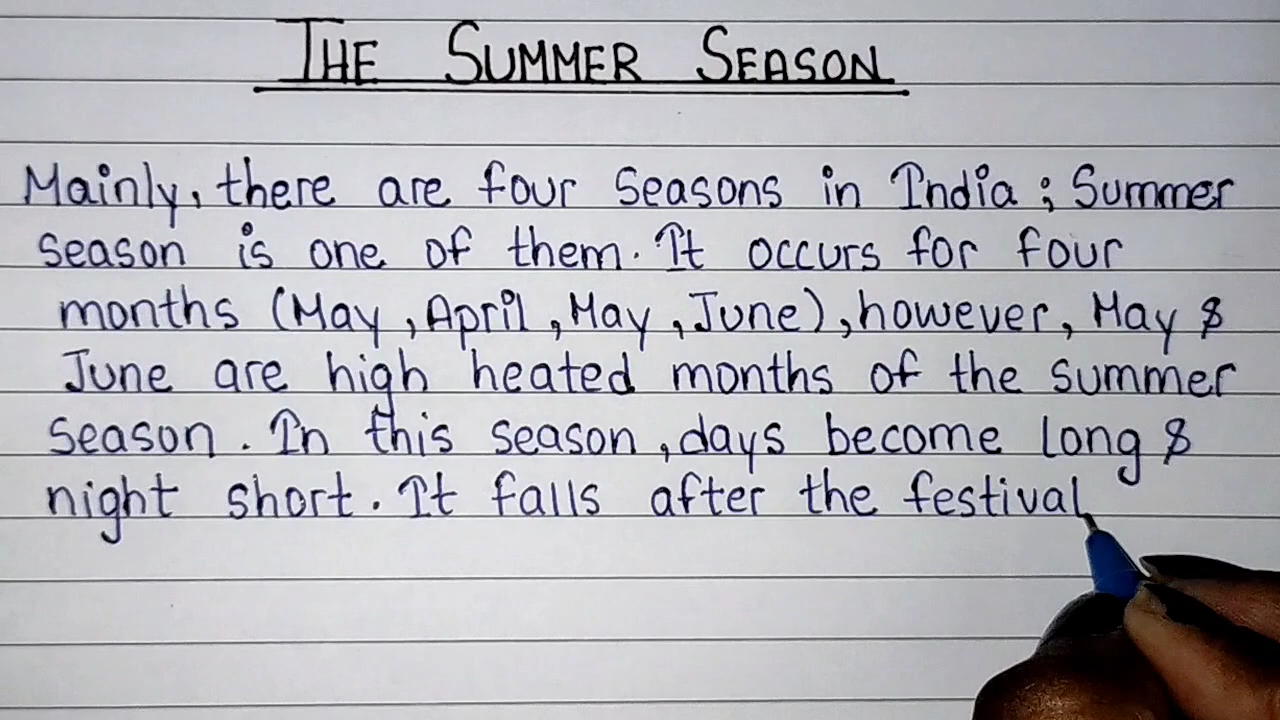 THE SUMMER SEASON
Mainly, there are four seasons in India; Summer
season is one of them. It occurs for four
months (May, April, May, June), however, May &
June are high heated months of the summer
season. In this season, days become long &
night short. It falls after the festival